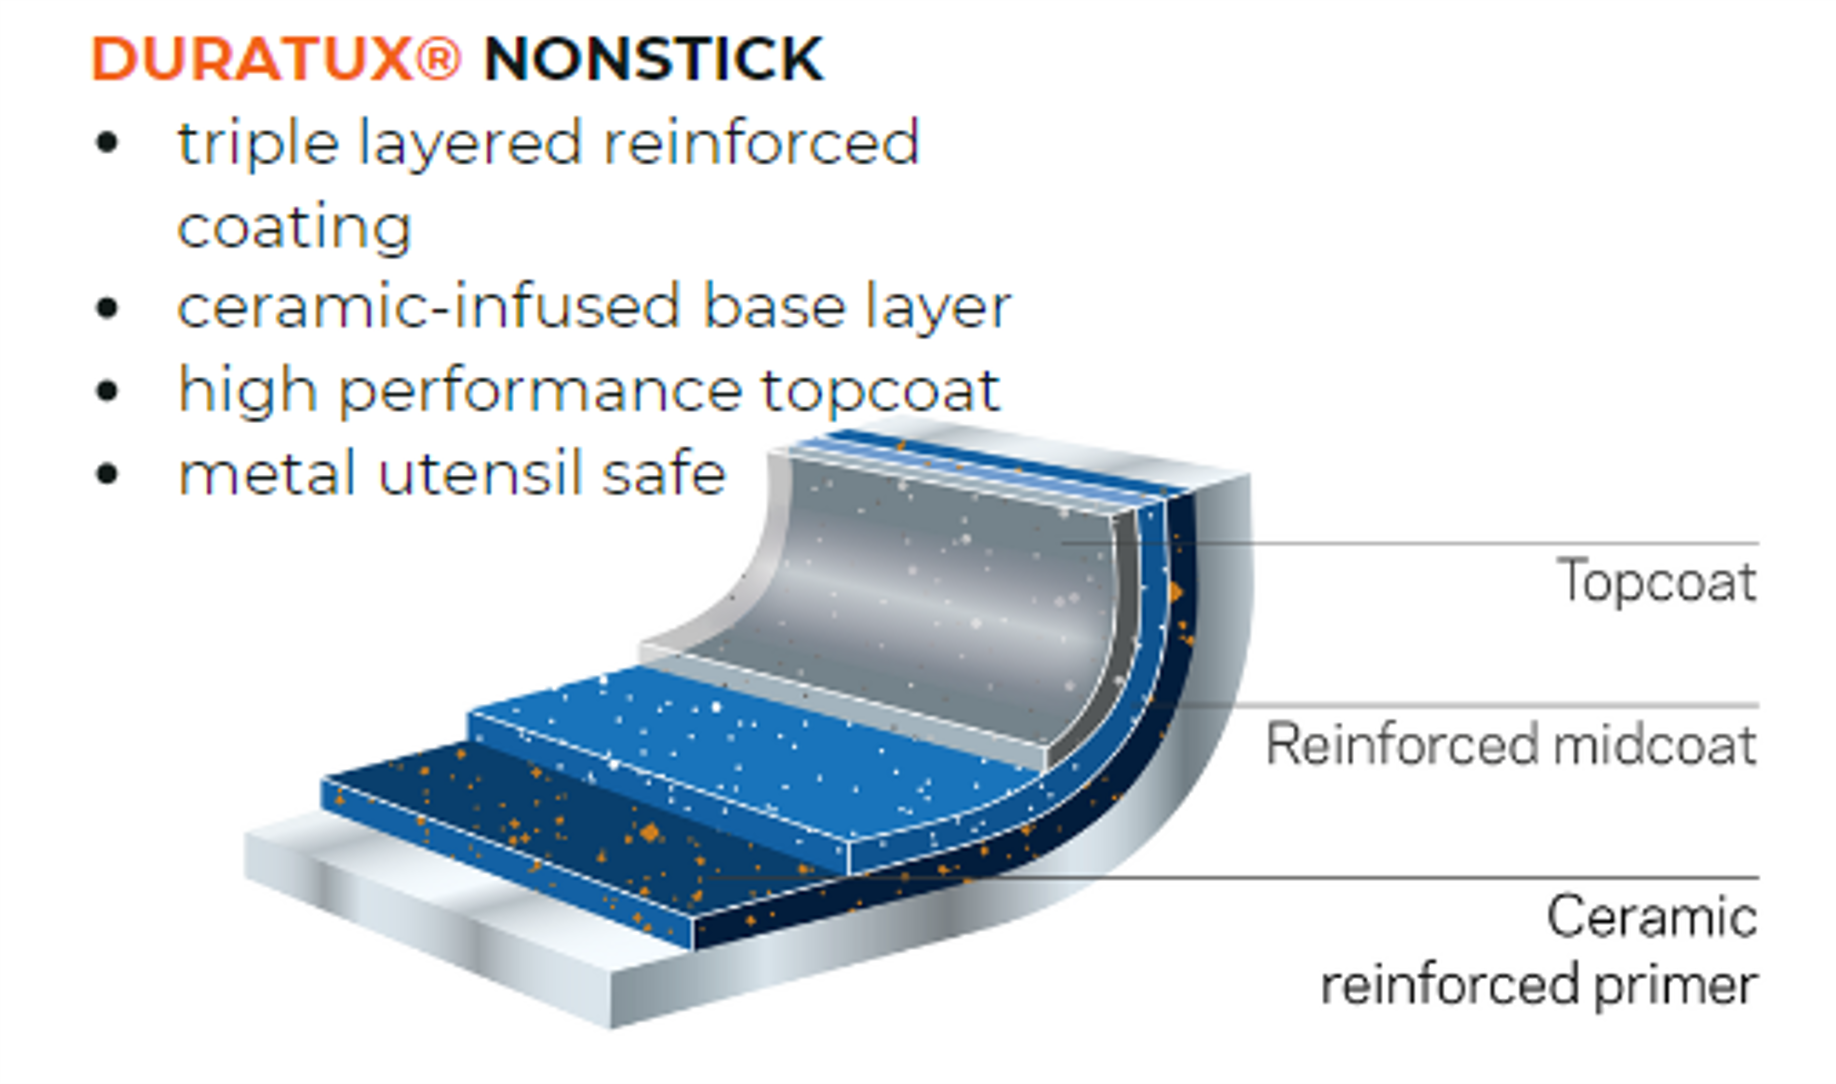 DURATUX® NONSTICK
• triple layered reinforced
coating
• ceramic-infused base layer
• high performance topcoat
• metal utensil safe
Topcoat
Reinforced midcoat
Ceramic
reinforced primer